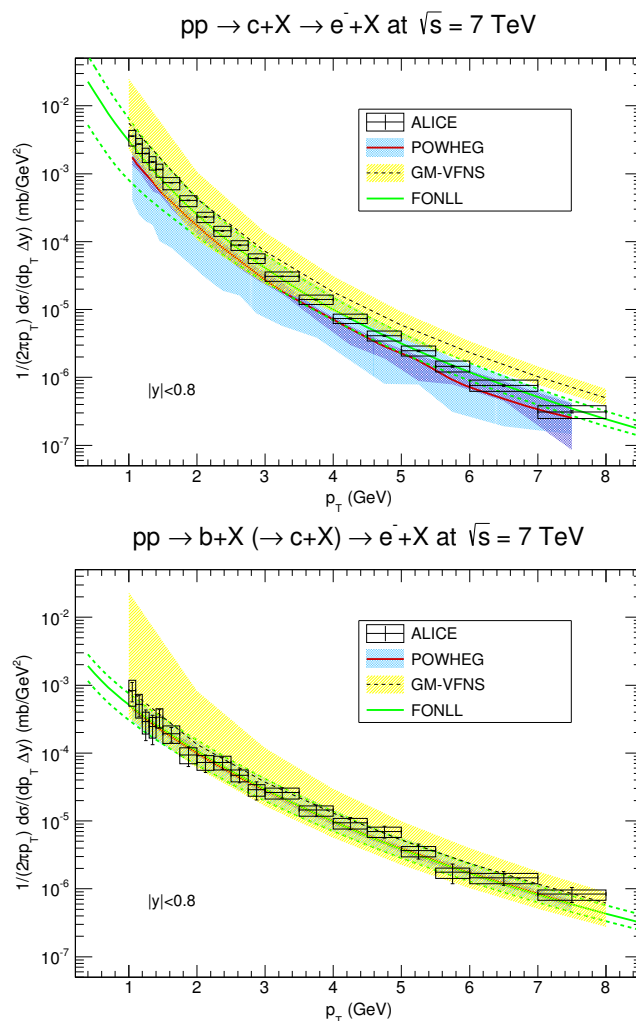 pp → c+X → e⁻+X at √s = 7 TeV
1/(2πp_T) dσ/(dp_T Δy) (mb/GeV²)
10⁻²
10⁻³
10⁻⁴
10⁻⁵
10⁻⁶
10⁻⁷
ALICE
POWHEG
GM-VFNS
FONLL
|y|<0.8
1 2 3 4 5 6 7 8
p_T (GeV)
pp → b+X (→ c+X) → e⁻+X at √s = 7 TeV
1/(2πp_T) dσ/(dp_T Δy) (mb/GeV²)
10⁻²
10⁻³
10⁻⁴
10⁻⁵
10⁻⁶
10⁻⁷
ALICE
POWHEG
GM-VFNS
FONLL
|y|<0.8
1 2 3 4 5 6 7 8
p_T (GeV)